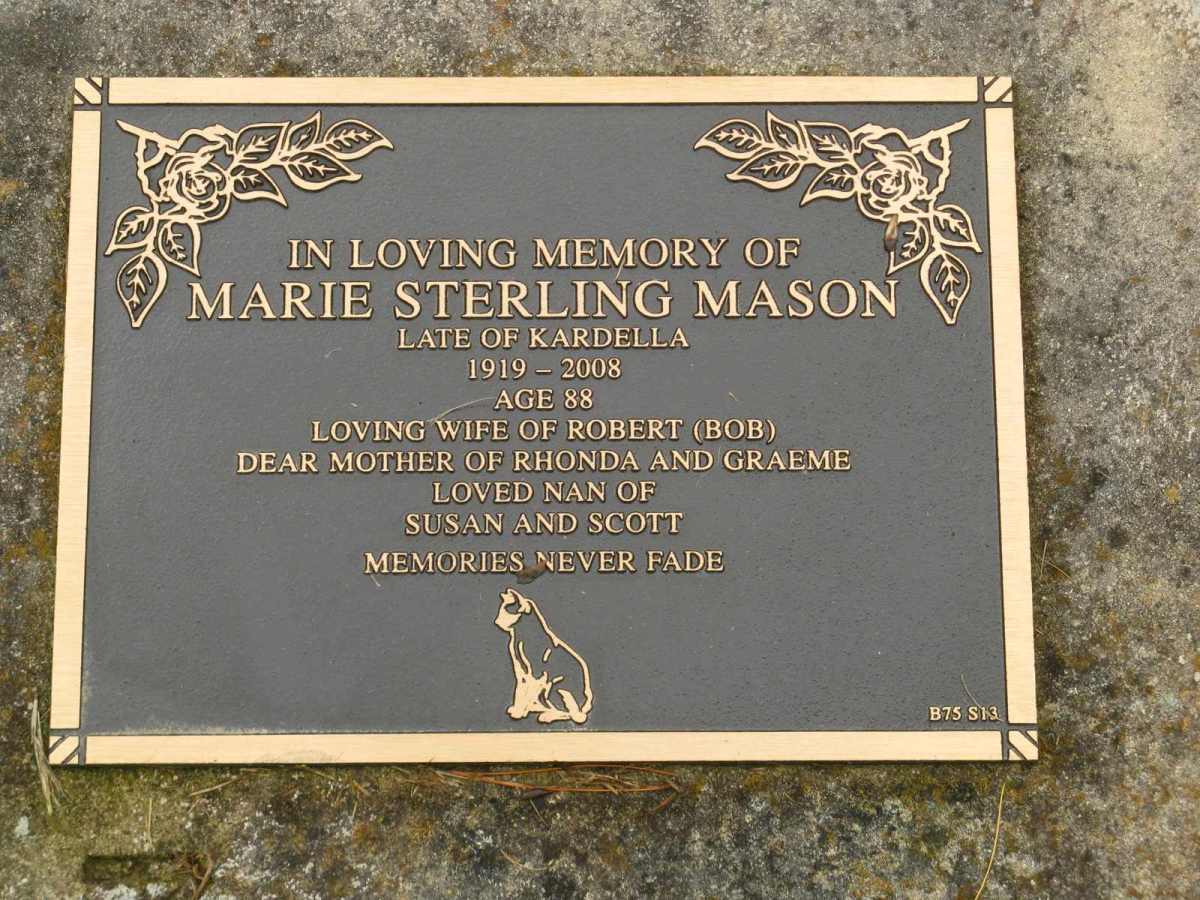 IN LOVING MEMORY OF
MARIE STERLING MASON
LATE OF KARDELLA
1919 – 2008
AGE 88
LOVING WIFE OF ROBERT (BOB)
DEAR MOTHER OF RHONDA AND GRAEME
LOVED NAN OF
SUSAN AND SCOTT
MEMORIES NEVER FADE
B75 S13